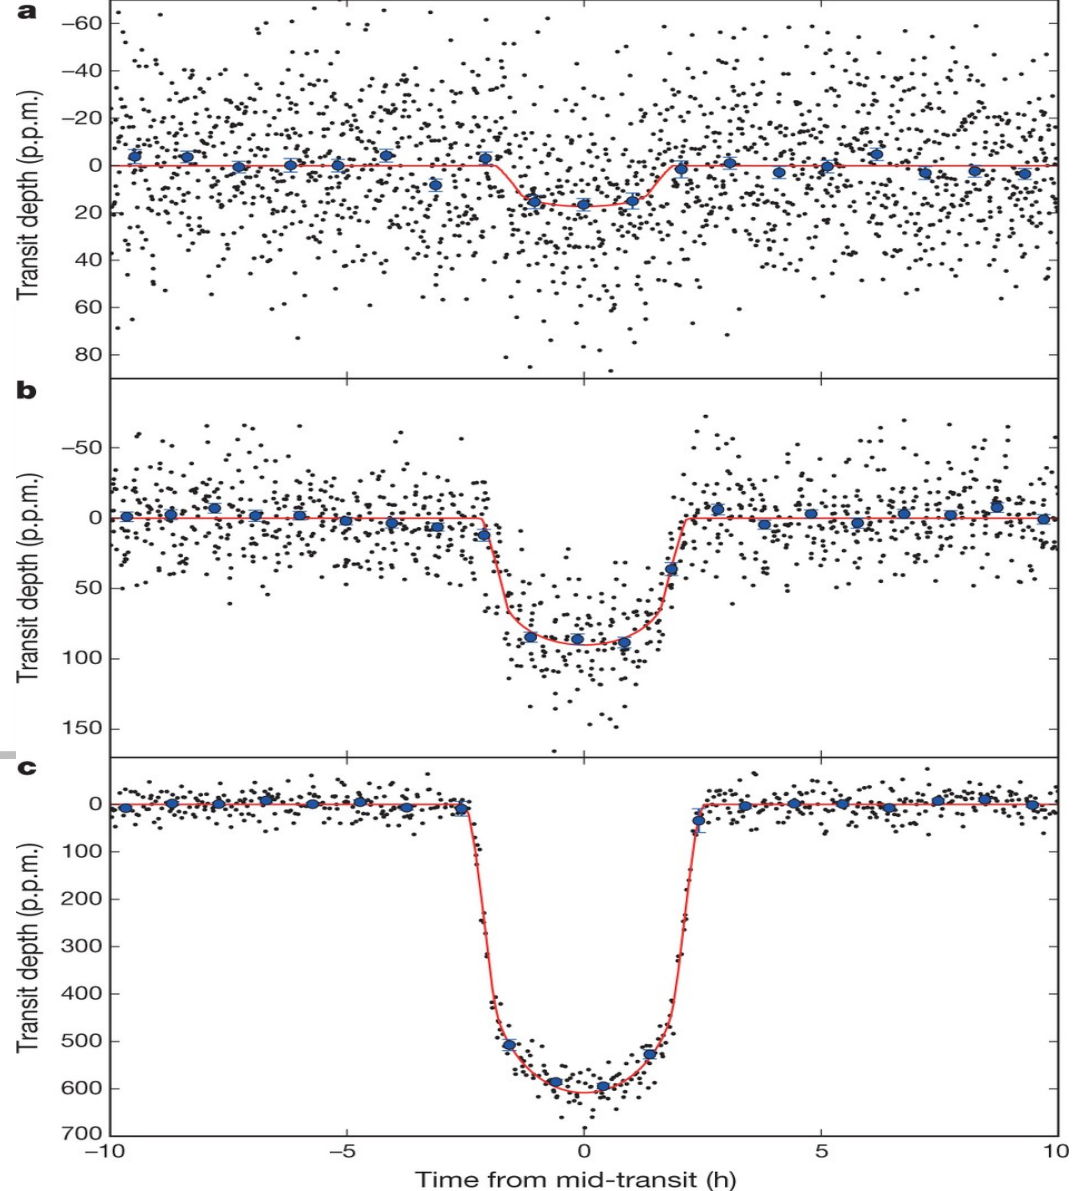 a
−60
−40
−20
0
20
40
60
80
Transit depth (p.p.m.)
b
−50
0
50
100
150
Transit depth (p.p.m.)
c
0
100
200
300
400
500
600
700
Transit depth (p.p.m.)
−10 −5 0 5 10
Time from mid-transit (h)